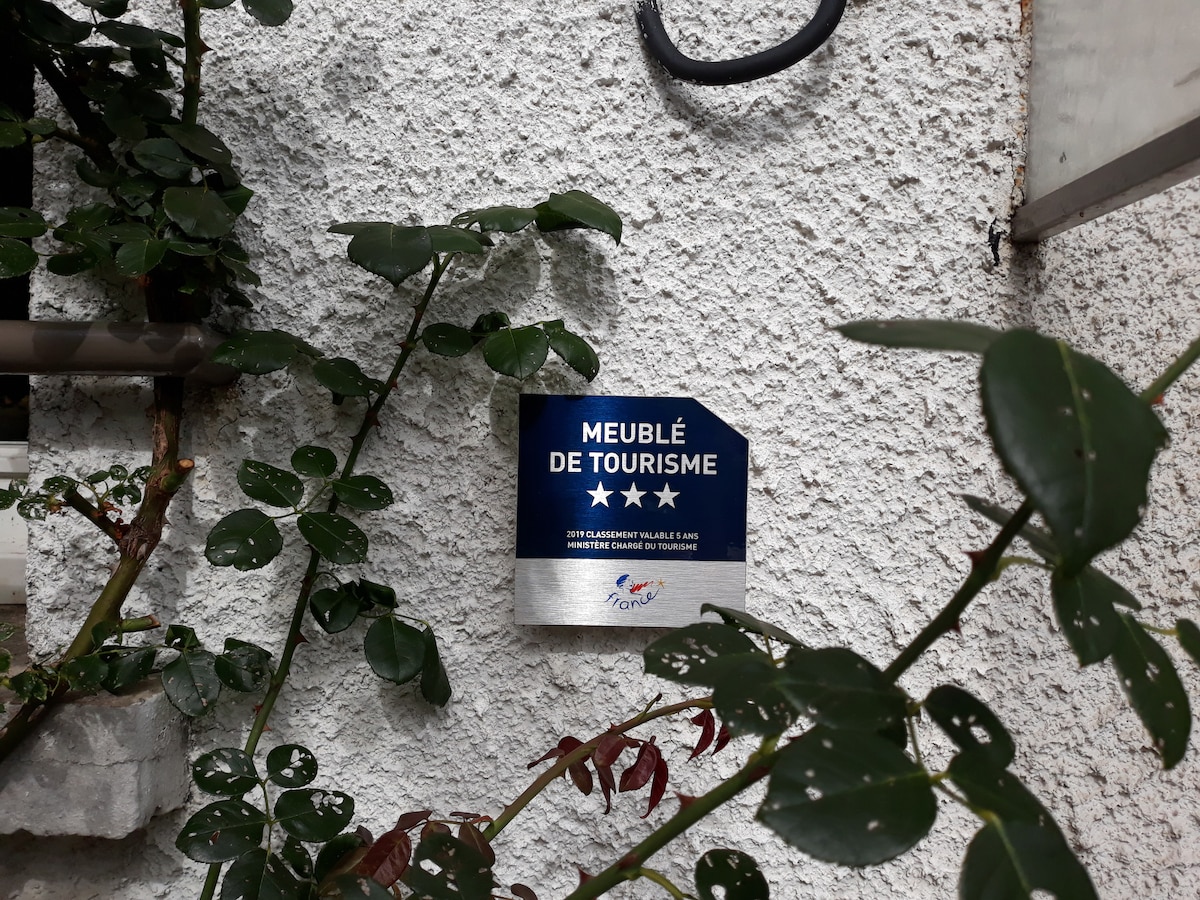 MEUBLÉ
DE TOURISME
2019 CLASSEMENT VALABLE 5 ANS
MINISTÈRE CHARGÉ DU TOURISME
france